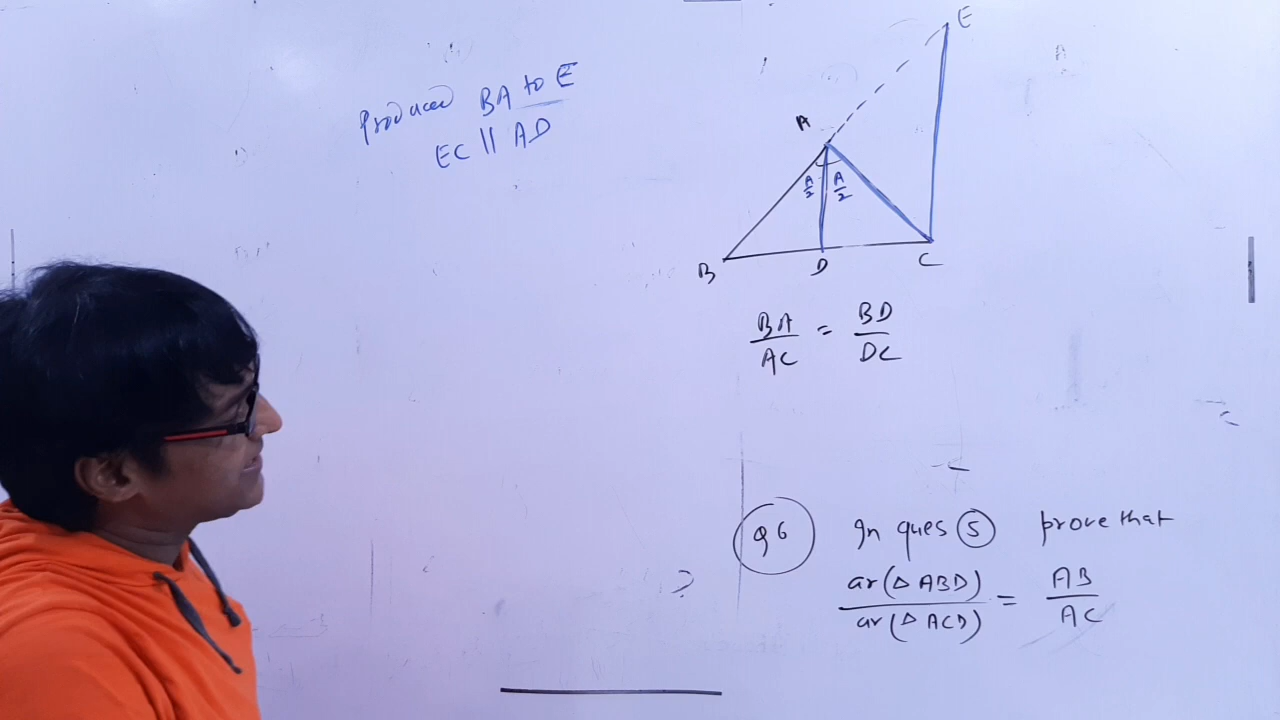 Produced BA to E
EC || AD
E
A
A/2 A/2
B D C
BA/AC = BD/DC
Q6 In ques 5 prove that
ar(Δ ABD)/ar(Δ ACD) = AB/AC
?